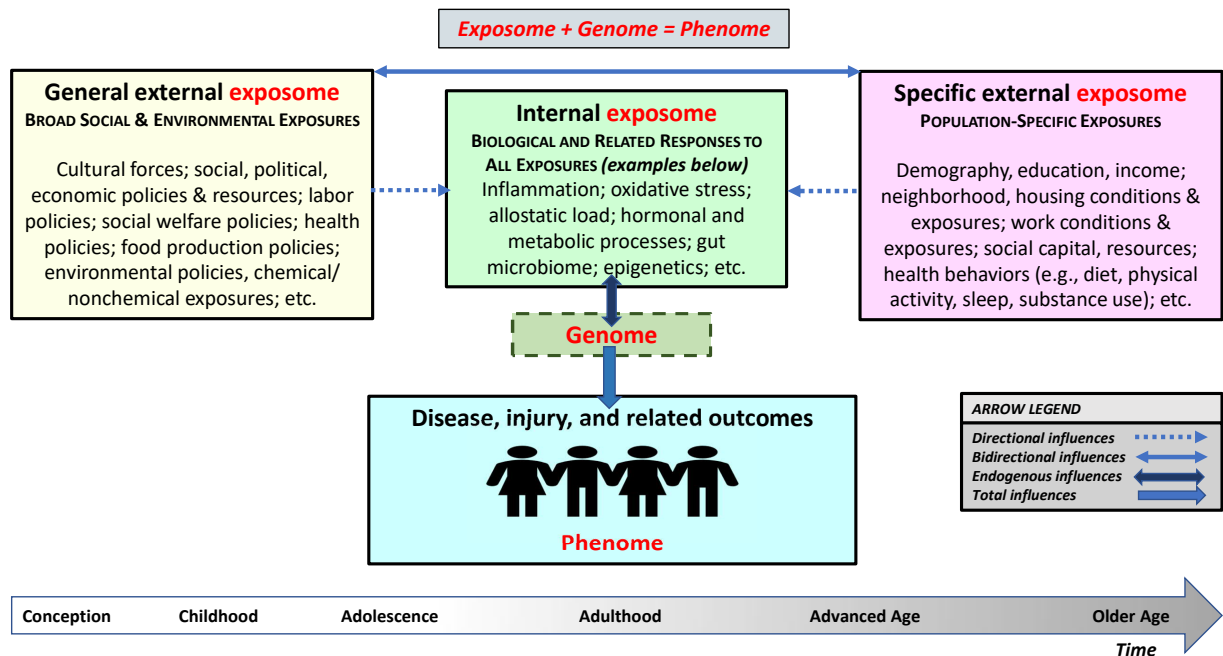 Exposome + Genome = Phenome
General external exposome
BROAD SOCIAL & ENVIRONMENTAL EXPOSURES
Cultural forces; social, political,
economic policies & resources; labor
policies; social welfare policies; health
policies; food production policies;
environmental policies, chemical/
nonchemical exposures; etc.
Internal exposome
BIOLOGICAL AND RELATED RESPONSES TO
ALL EXPOSURES (examples below)
Inflammation; oxidative stress;
allostatic load; hormonal and
metabolic processes; gut
microbiome; epigenetics; etc.
Specific external exposome
POPULATION-SPECIFIC EXPOSURES
Demography, education, income;
neighborhood, housing conditions &
exposures; work conditions &
exposures; social capital, resources;
health behaviors (e.g., diet, physical
activity, sleep, substance use); etc.
Genome
Disease, injury, and related outcomes
Phenome
ARROW LEGEND
Directional influences
Bidirectional influences
Endogenous influences
Total influences
Conception Childhood Adolescence Adulthood Advanced Age Older Age
Time